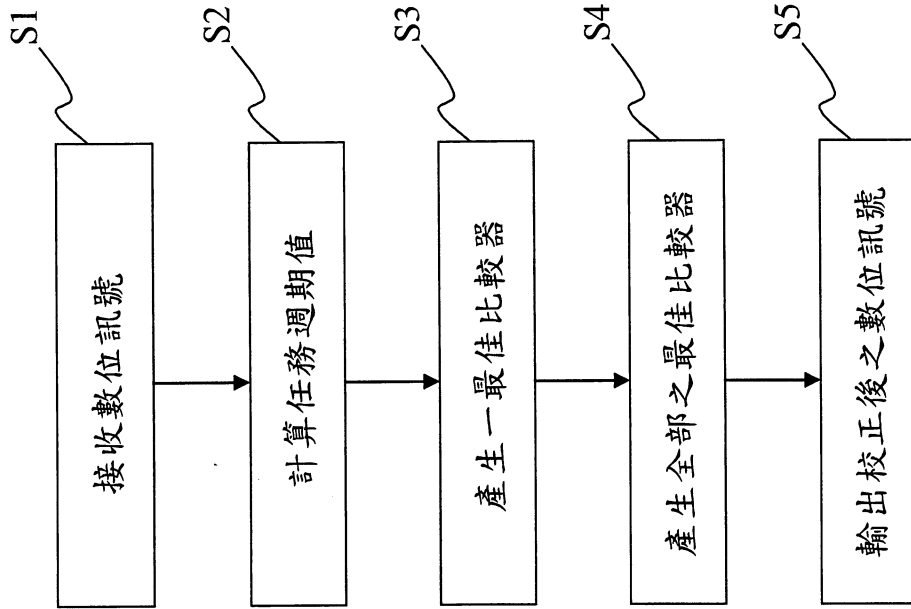 S1
接收數位訊號
S2
計算任務週期值
S3
產生一最佳比較器
S4
產生全部之最佳比較器
S5
輸出校正後之數位訊號